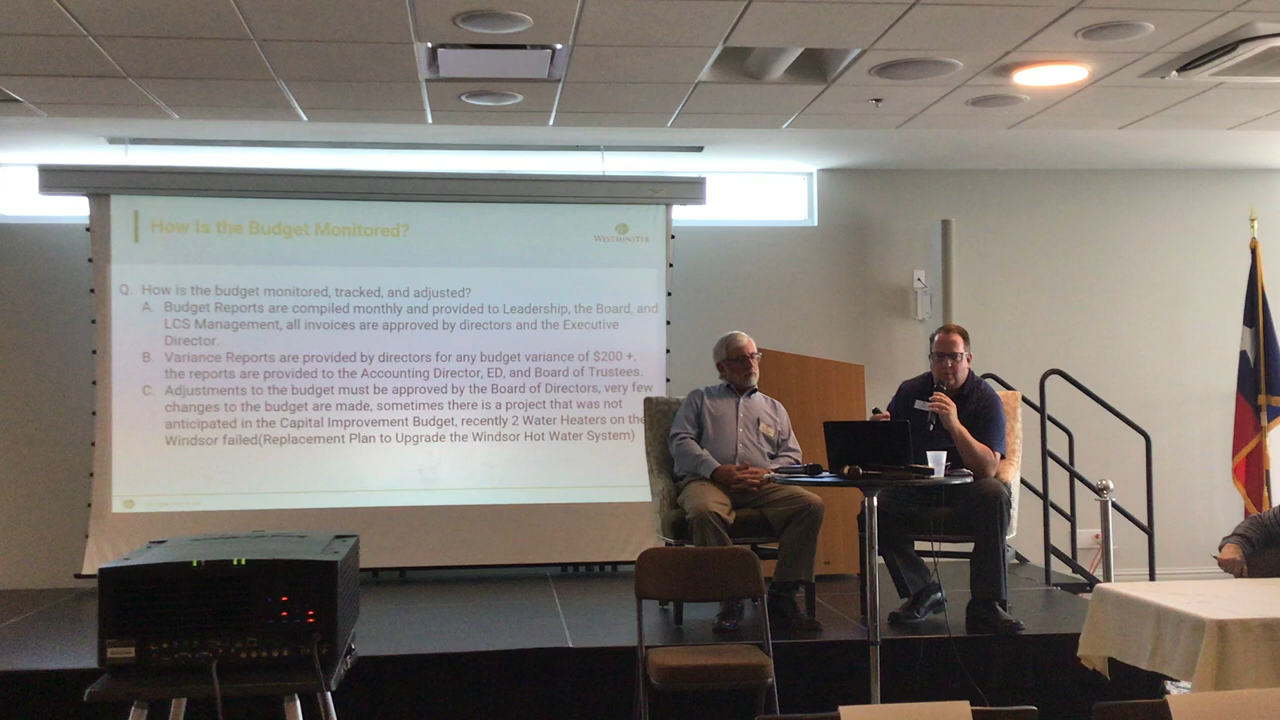 How Is the Budget Monitored?
WESTMINSTER
Q. How is the budget monitored, tracked, and adjusted?
A. Budget Reports are compiled monthly and provided to Leadership, the Board, and
LCS Management, all invoices are approved by directors and the Executive
Director.
B. Variance Reports are provided by directors for any budget variance of $200 +,
the reports are provided to the Accounting Director, ED, and Board of Trustees.
C. Adjustments to the budget must be approved by the Board of Directors, very few
changes to the budget are made, sometimes there is a project that was not
anticipated in the Capital Improvement Budget, recently 2 Water Heaters on the
Windsor failed(Replacement Plan to Upgrade the Windsor Hot Water System)